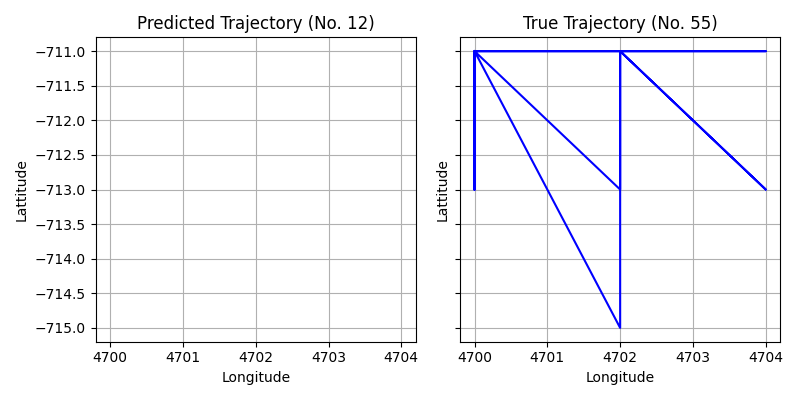 Predicted Trajectory (No. 12)
True Trajectory (No. 55)
Lattitude
−711.0
−711.5
−712.0
−712.5
−713.0
−713.5
−714.0
−714.5
−715.0
4700 4701 4702 4703 4704
Longitude
Lattitude
4700 4701 4702 4703 4704
Longitude